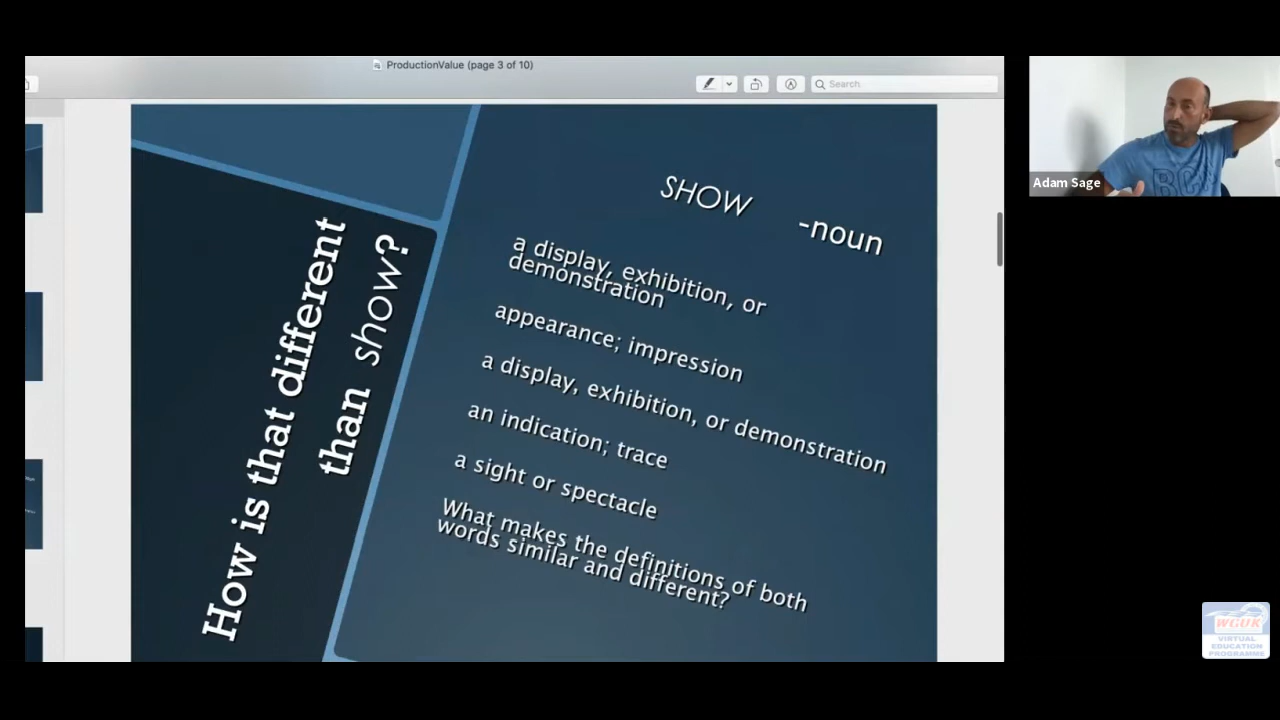 ProductionValue (page 3 of 10)
Search
How is that different
than show?
SHOW -noun
a display, exhibition, or
demonstration
appearance; impression
a display, exhibition, or demonstration
an indication; trace
a sight or spectacle
What makes the definitions of both
words similar and different?
Adam Sage
WGUK
VIRTUAL
EDUCATION
PROGRAMME